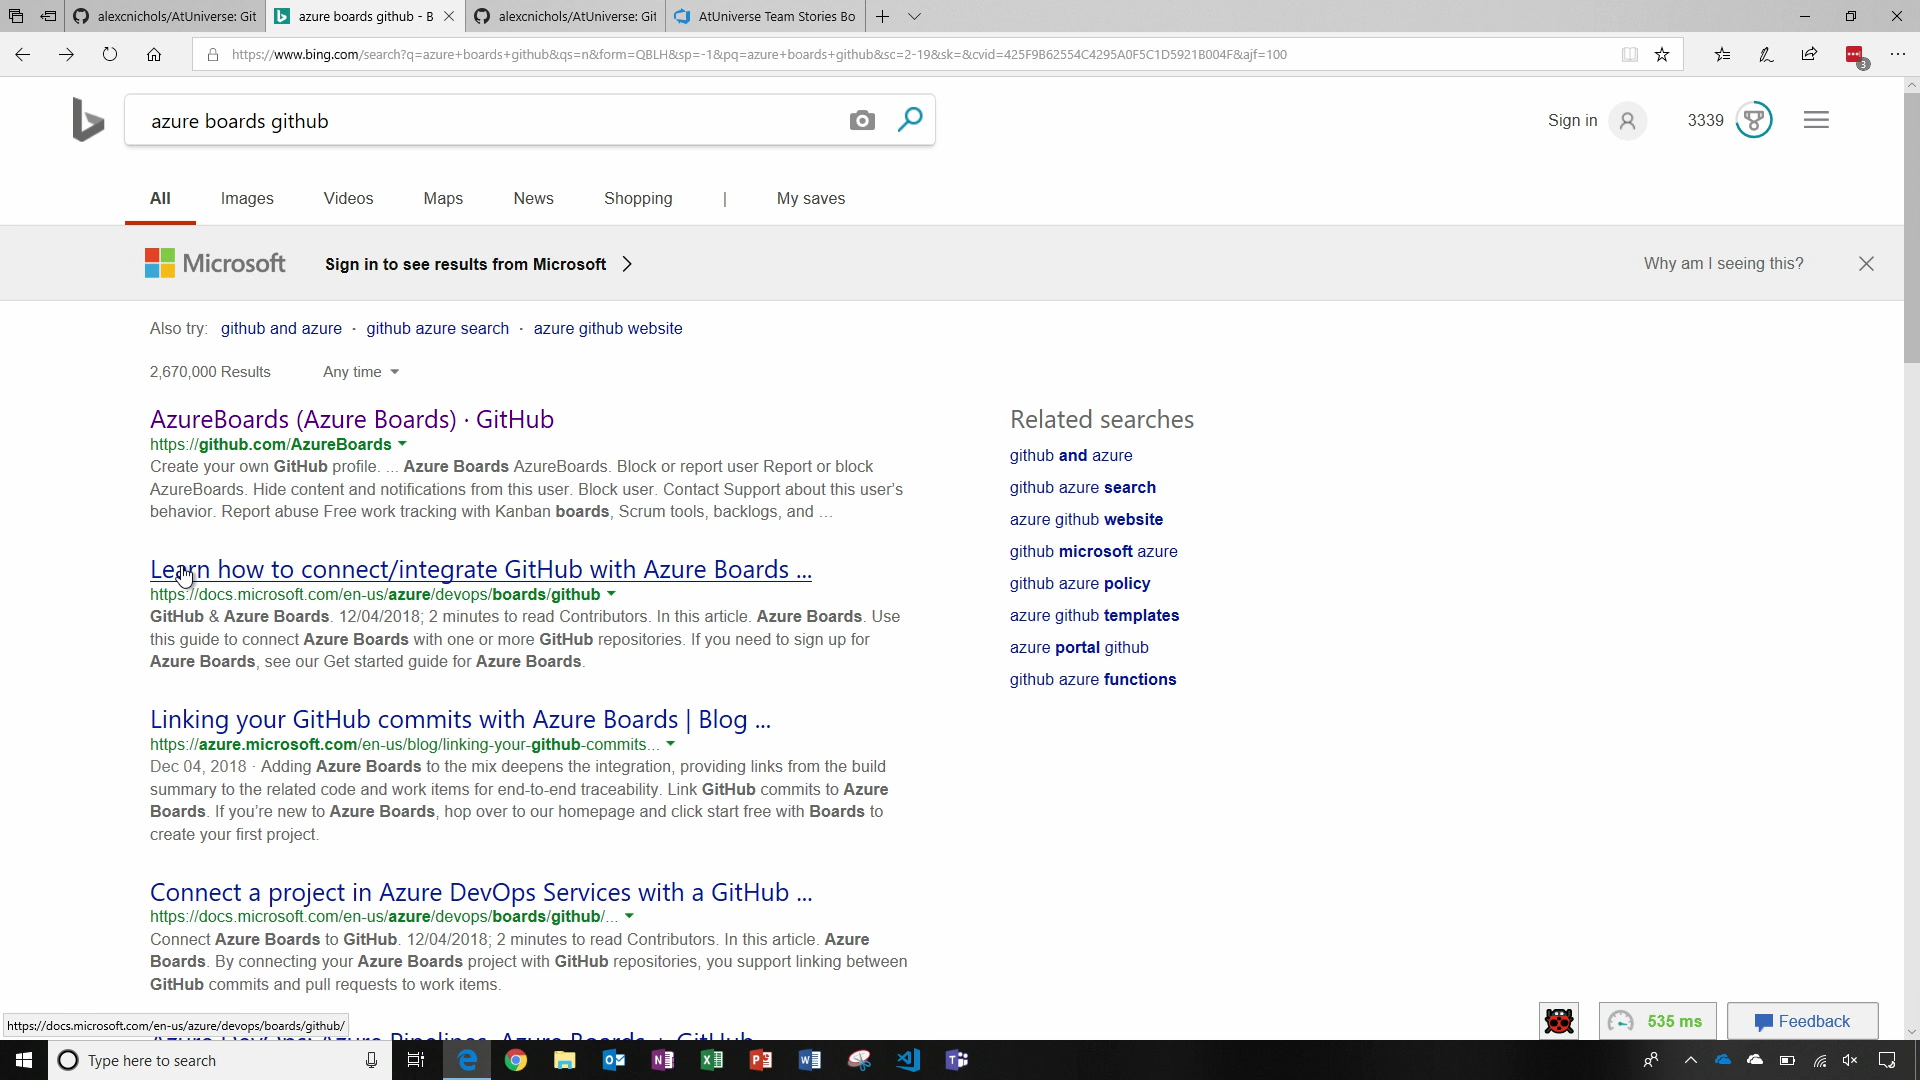 alexcnichols/AtUniverse: Git
azure boards github - B
alexcnichols/AtUniverse: Git
AtUniverse Team Stories Bo
https://www.bing.com/search?q=azure+boards+github&qs=n&form=QBLH&sp=-1&pq=azure+boards+github&sc=2-19&sk=&cvid=425F9B62554C4295A0F5C1D5921B004F&ajf=100
3
azure boards github
Sign in
3339
All
Images
Videos
Maps
News
Shopping
|
My saves
Microsoft
Sign in to see results from Microsoft
Why am I seeing this?
Also try: github and azure · github azure search · azure github website
2,670,000 Results
Any time
AzureBoards (Azure Boards) · GitHub
https://github.com/AzureBoards
Create your own GitHub profile. ... Azure Boards AzureBoards. Block or report user Report or block
AzureBoards. Hide content and notifications from this user. Block user. Contact Support about this user's
behavior. Report abuse Free work tracking with Kanban boards, Scrum tools, backlogs, and ...
Learn how to connect/integrate GitHub with Azure Boards ...
https://docs.microsoft.com/en-us/azure/devops/boards/github
GitHub & Azure Boards. 12/04/2018; 2 minutes to read Contributors. In this article. Azure Boards. Use
this guide to connect Azure Boards with one or more GitHub repositories. If you need to sign up for
Azure Boards, see our Get started guide for Azure Boards.
Linking your GitHub commits with Azure Boards | Blog ...
https://azure.microsoft.com/en-us/blog/linking-your-github-commits...
Dec 04, 2018 · Adding Azure Boards to the mix deepens the integration, providing links from the build
summary to the related code and work items for end-to-end traceability. Link GitHub commits to Azure
Boards. If you're new to Azure Boards, hop over to our homepage and click start free with Boards to
create your first project.
Connect a project in Azure DevOps Services with a GitHub ...
https://docs.microsoft.com/en-us/azure/devops/boards/github/...
Connect Azure Boards to GitHub. 12/04/2018; 2 minutes to read Contributors. In this article. Azure
Boards. By connecting your Azure Boards project with GitHub repositories, you support linking between
GitHub commits and pull requests to work items.
Related searches
github and azure
github azure search
azure github website
github microsoft azure
github azure policy
azure github templates
azure portal github
github azure functions
535 ms
Feedback
https://docs.microsoft.com/en-us/azure/devops/boards/github/
Type here to search